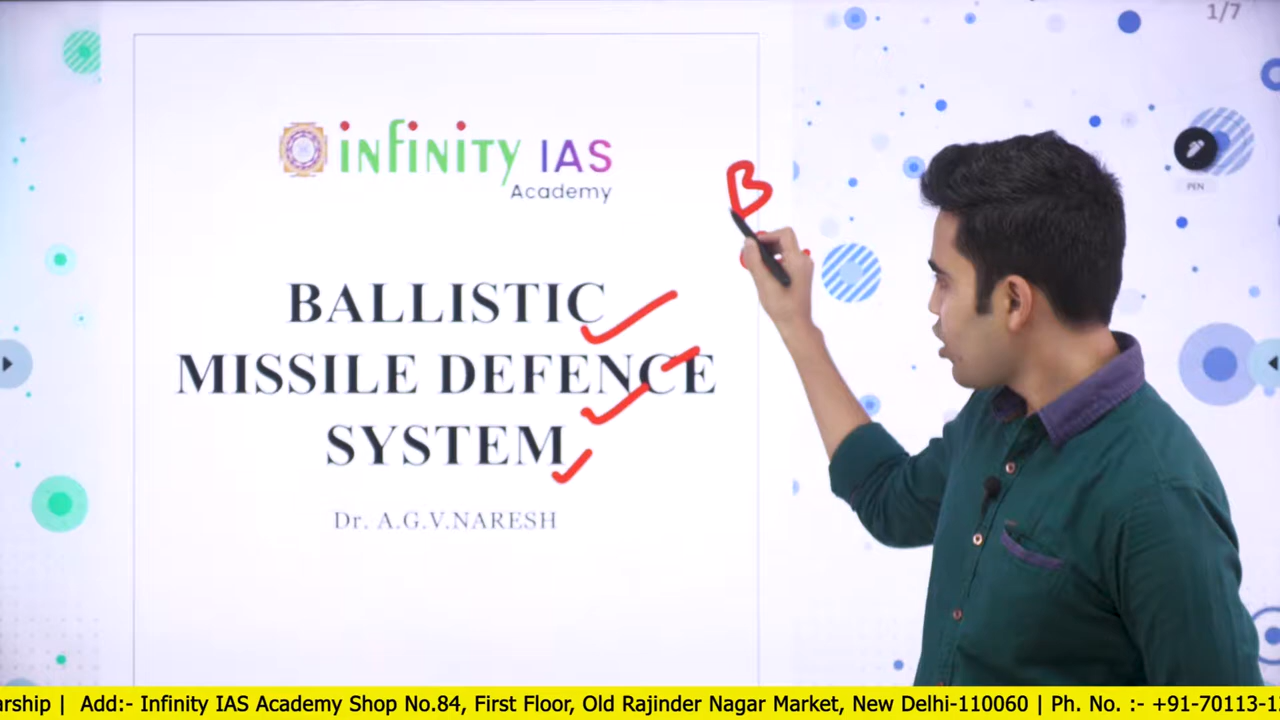 1/7
infinity IAS
Academy
B
PEN
BALLISTIC
MISSILE DEFENCE
SYSTEM
Dr. A.G.V.NARESH
arship | Add:- Infinity IAS Academy Shop No.84, First Floor, Old Rajinder Nagar Market, New Delhi-110060 | Ph. No. :- +91-70113-1